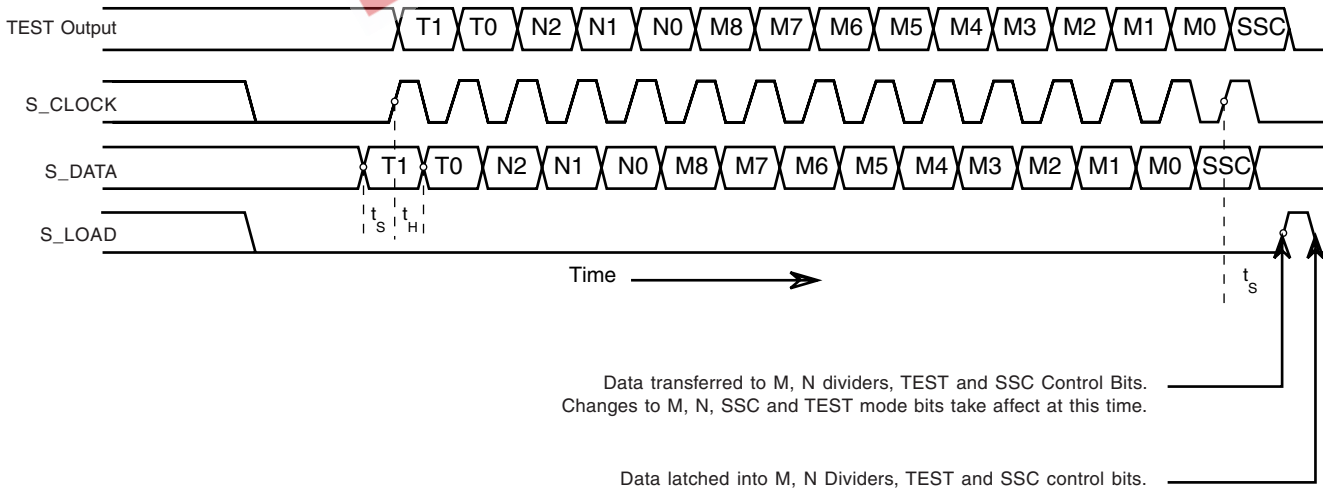 TEST Output T1 T0 N2 N1 N0 M8 M7 M6 M5 M4 M3 M2 M1 M0 SSC
S_CLOCK
S_DATA T1 T0 N2 N1 N0 M8 M7 M6 M5 M4 M3 M2 M1 M0 SSC
t_S t_H
S_LOAD
Time
t_S
Data transferred to M, N dividers, TEST and SSC Control Bits.
Changes to M, N, SSC and TEST mode bits take affect at this time.
Data latched into M, N Dividers, TEST and SSC control bits.